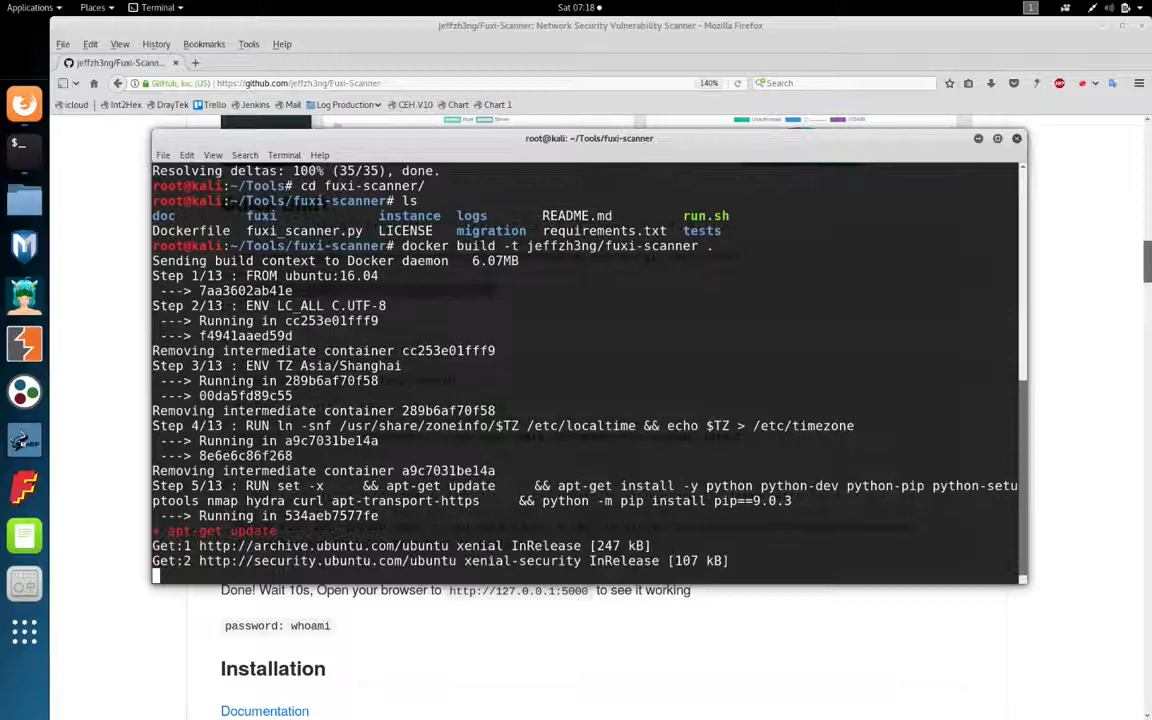 Applications Places Terminal Sat 07:18 1
jeffzh3ng/Fuxi-Scanner: Network Security Vulnerability Scanner - Mozilla Firefox
File Edit View History Bookmarks Tools Help
jeffzh3ng/Fuxi-Scann...
GitHub, Inc. (US) https://github.com/jeffzh3ng/Fuxi-Scanner 140% Search
icloud Int2Hex DrayTek Trello Jenkins Mail Log Production CEH.V10 Chart Chart 1
root@kali: ~/Tools/fuxi-scanner
File Edit View Search Terminal Help
Resolving deltas: 100% (35/35), done.
root@kali:~/Tools# cd fuxi-scanner/
root@kali:~/Tools/fuxi-scanner# ls
doc fuxi instance logs README.md run.sh
Dockerfile fuxi_scanner.py LICENSE migration requirements.txt tests
root@kali:~/Tools/fuxi-scanner# docker build -t jeffzh3ng/fuxi-scanner .
Sending build context to Docker daemon 6.07MB
Step 1/13 : FROM ubuntu:16.04
---> 7aa3602ab41e
Step 2/13 : ENV LC_ALL C.UTF-8
---> Running in cc253e01fff9
---> f4941aaed59d
Removing intermediate container cc253e01fff9
Step 3/13 : ENV TZ Asia/Shanghai
---> Running in 289b6af70f58
---> 00da5fd89c55
Removing intermediate container 289b6af70f58
Step 4/13 : RUN ln -snf /usr/share/zoneinfo/$TZ /etc/localtime && echo $TZ > /etc/timezone
---> Running in a9c7031be14a
---> 8e6e6c86f268
Removing intermediate container a9c7031be14a
Step 5/13 : RUN set -x && apt-get update && apt-get install -y python python-dev python-pip python-setu
ptools nmap hydra curl apt-transport-https && python -m pip install pip==9.0.3
---> Running in 534aeb7577fe
+ apt-get update
Get:1 http://archive.ubuntu.com/ubuntu xenial InRelease [247 kB]
Get:2 http://security.ubuntu.com/ubuntu xenial-security InRelease [107 kB]
Done! Wait 10s, Open your browser to http://127.0.0.1:5000 to see it working
password: whoami
Installation
Documentation